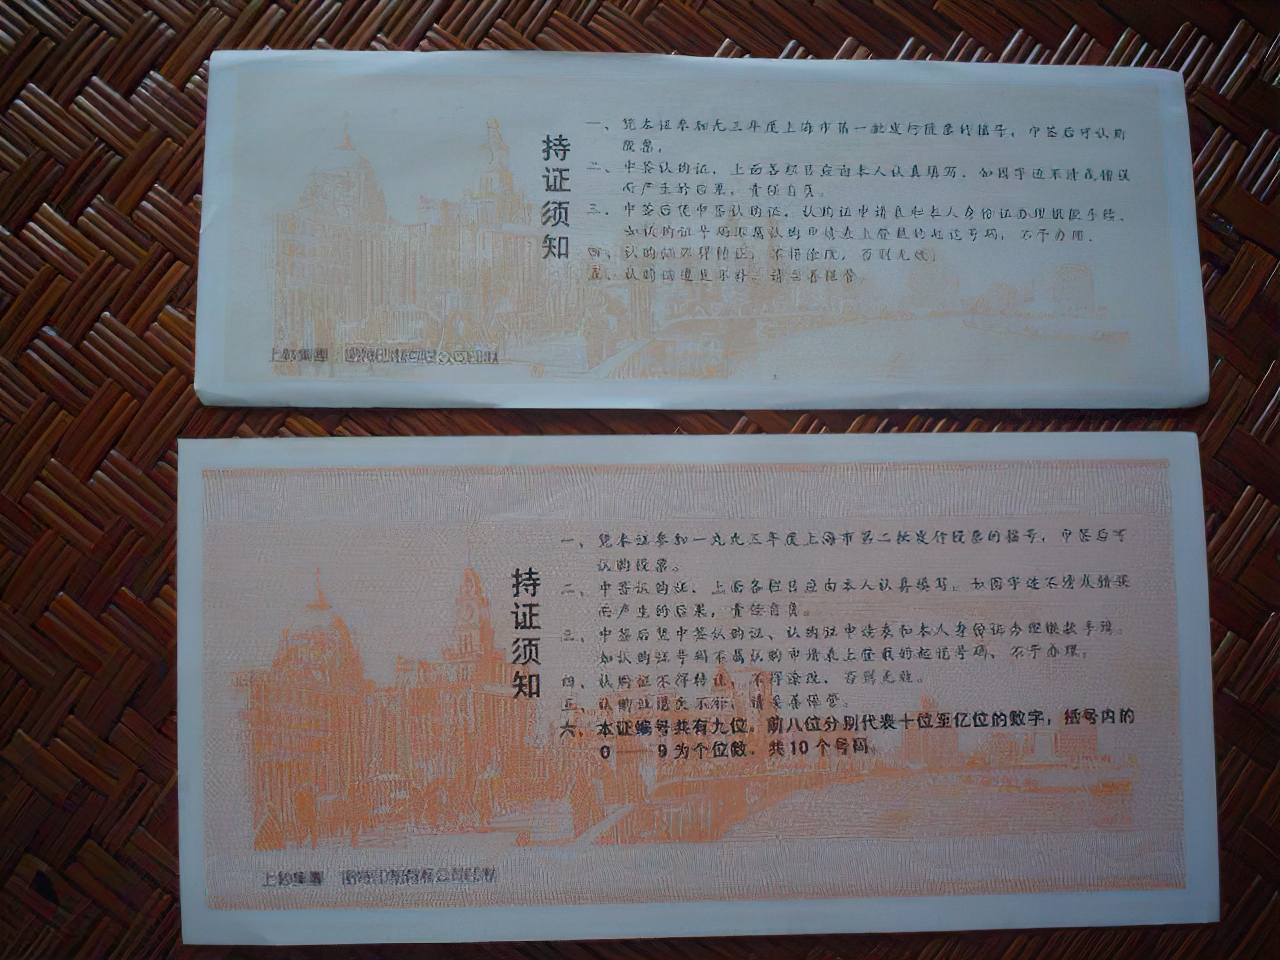 持证须知
一、凭本证参加九三年度上海市第一批发行股票的摇号，中签后可认购
股票。
二、中签认购证，上面各栏目应由本人认真填写，如因字迹不清或错误
而产生的后果，责任自负。
三、中签后凭中签认购证、认购证申请表和本人身份证办理缴款手续。
如认购证号码不属认购申请表上登载的起讫号码，不予办理。
四、认购证不得转让，不得涂改，否则无效。
五、认购证遗失不补，请妥善保管。
持证须知
一、凭本证参加一九九三年度上海市第二批发行股票的摇号，中签后可
认购股票。
二、中签认购证，上面各栏目应由本人认真填写，如因字迹不清或错误
而产生的后果，责任自负。
三、中签后凭中签认购证、认购证申请表和本人身份证办理缴款手续。
如认购证号码不属认购申请表上登载的起讫号码，不予办理。
四、认购证不得转让，不得涂改，否则无效。
五、认购证遗失不补，请妥善保管。
六、本证编号共有九位，前八位分别代表十位至亿位的数字，括号内的
0——9为个位数，共10个号码。